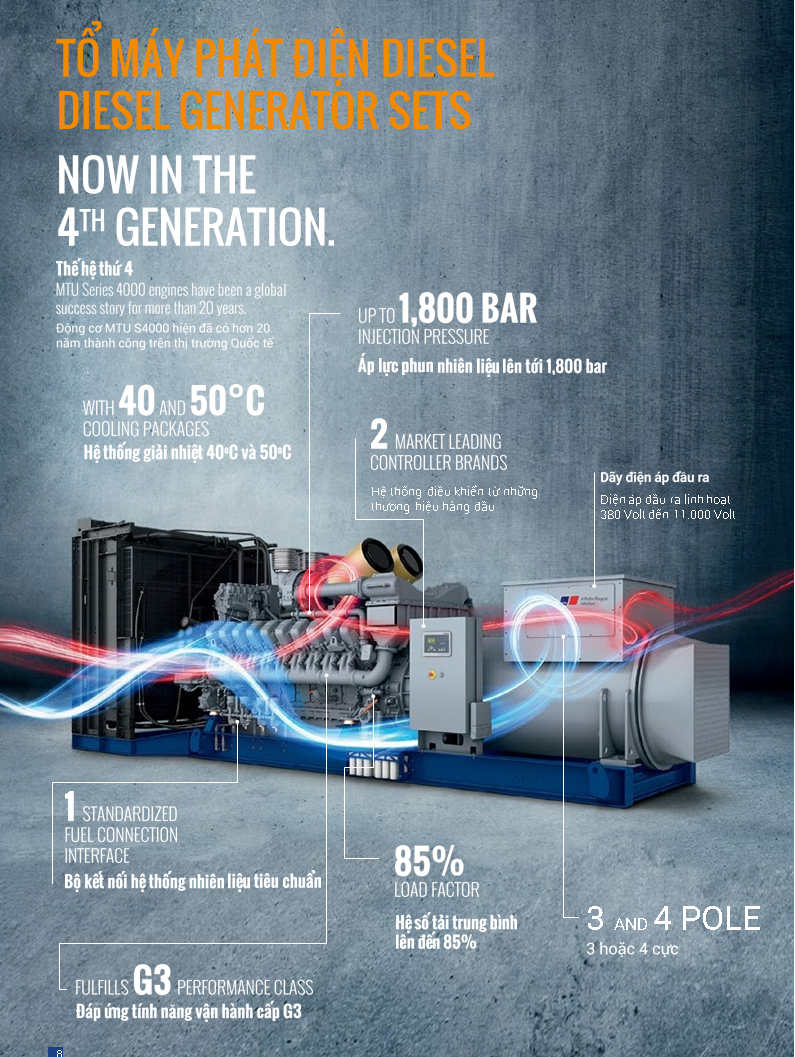 TỔ MÁY PHÁT ĐIỆN DIESEL
DIESEL GENERATOR SETS
NOW IN THE
4TH GENERATION.
Thế hệ thứ 4
MTU Series 4000 engines have been a global
success story for more than 20 years.
Động cơ MTU S4000 hiện đã có hơn 20
năm thành công trên thị trường Quốc tế
UP TO 1,800 BAR
INJECTION PRESSURE
Áp lực phun nhiên liệu lên tới 1,800 bar
WITH 40 AND 50°C
COOLING PACKAGES
Hệ thống giải nhiệt 40ºC và 50ºC
2 MARKET LEADING
CONTROLLER BRANDS
Hệ thống điều khiển từ những
thương hiệu hàng đầu
Dãy điện áp đầu ra
Điện áp đầu ra linh hoạt
380 Volt đến 11.000 Volt
1 STANDARDIZED
FUEL CONNECTION
INTERFACE
Bộ kết nối hệ thống nhiên liệu tiêu chuẩn
85%
LOAD FACTOR
Hệ số tải trung bình
lên đến 85%
3 AND 4 POLE
3 hoặc 4 cực
FULFILLS G3 PERFORMANCE CLASS
Đáp ứng tính năng vận hành cấp G3
8